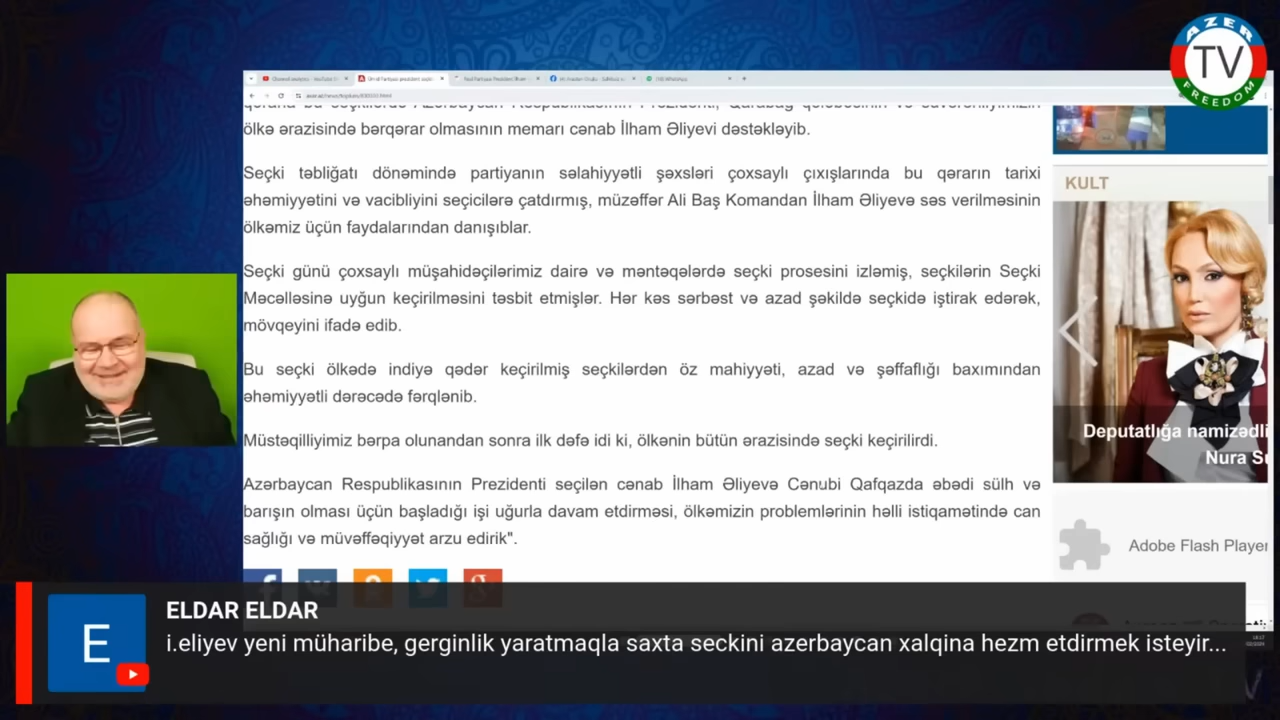 AZER
TV
FREEDOM
ölkə ərazisində bərqərar olmasının memarı cənab İlham Əliyevi dəstəkləyib.
Seçki təbliğatı dönəmində partiyanın səlahiyyətli şəxsləri çoxsaylı çıxışlarında bu qərarın tarixi
əhəmiyyətini və vacibliyini seçicilərə çatdırmış, müzəffər Ali Baş Komandan İlham Əliyevə səs verilməsinin
ölkəmiz üçün faydalarından danışıblar.
Seçki günü çoxsaylı müşahidəçilərimiz dairə və məntəqələrdə seçki prosesini izləmiş, seçkilərin Seçki
Məcəlləsinə uyğun keçirilməsini təsbit etmişlər. Hər kəs sərbəst və azad şəkildə seçkidə iştirak edərək,
mövqeyini ifadə edib.
Bu seçki ölkədə indiyə qədər keçirilmiş seçkilərdən öz mahiyyəti, azad və şəffaflığı baxımından
əhəmiyyətli dərəcədə fərqlənib.
Müstəqilliyimiz bərpa olunandan sonra ilk dəfə idi ki, ölkənin bütün ərazisində seçki keçirilirdi.
Azərbaycan Respublikasının Prezidenti seçilən cənab İlham Əliyevə Cənubi Qafqazda əbədi sülh və
barışın olması üçün başladığı işi uğurla davam etdirməsi, ölkəmizin problemlərinin həlli istiqamətində can
sağlığı və müvəffəqiyyət arzu edirik".
KULT
Deputatlığa namizədli
Nura
Adobe Flash Player
E
ELDAR ELDAR
i.eliyev yeni müharibe, gerginlik yaratmaqla saxta seckini azerbaycan xalqina hezm etdirmek isteyir...